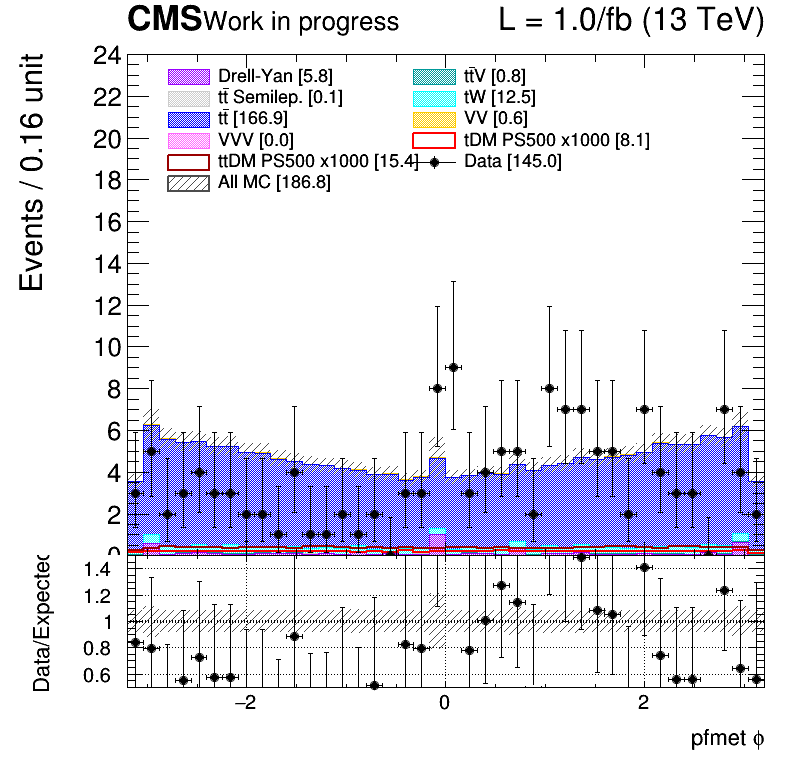 CMS Work in progress L = 1.0/fb (13 TeV)
Events / 0.16 unit
24
22
20
18
16
14
12
10
8
6
4
2
0
Drell-Yan [5.8] tt̄V [0.8]
tt̄ Semilep. [0.1] tW [12.5]
tt̄ [166.9] VV [0.6]
VVV [0.0] tDM PS500 x1000 [8.1]
ttDM PS500 x1000 [15.4] Data [145.0]
All MC [186.8]
Data/Expected
1.4
1.2
1
0.8
0.6
−2 0 2
pfmet ϕ